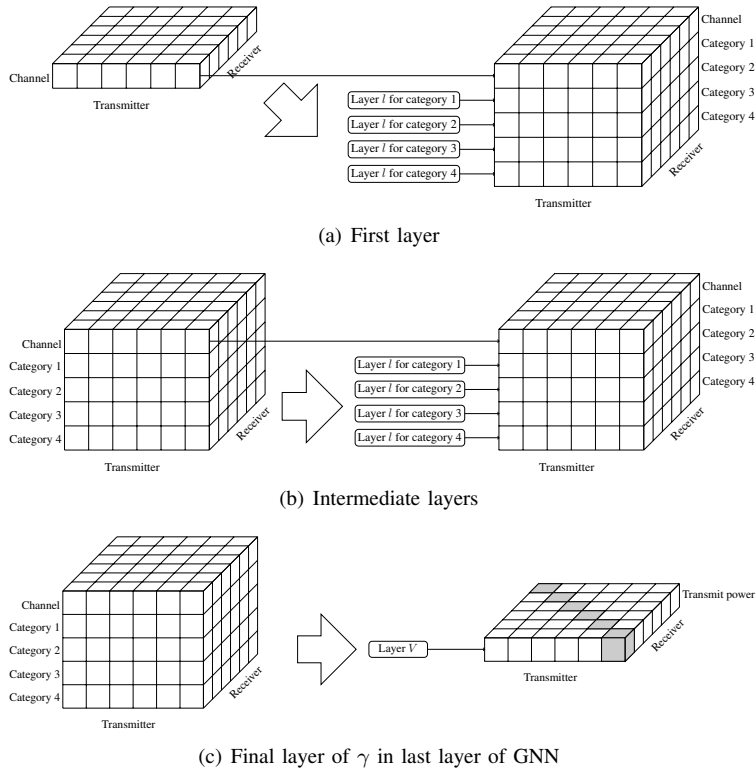 Channel
Transmitter
Receiver
Layer l for category 1
Layer l for category 2
Layer l for category 3
Layer l for category 4
Channel
Category 1
Category 2
Category 3
Category 4
Transmitter
Receiver
(a) First layer
Channel
Category 1
Category 2
Category 3
Category 4
Transmitter
Receiver
Layer l for category 1
Layer l for category 2
Layer l for category 3
Layer l for category 4
Channel
Category 1
Category 2
Category 3
Category 4
Transmitter
Receiver
(b) Intermediate layers
Channel
Category 1
Category 2
Category 3
Category 4
Transmitter
Receiver
Layer V
Transmit power
Transmitter
Receiver
(c) Final layer of γ in last layer of GNN